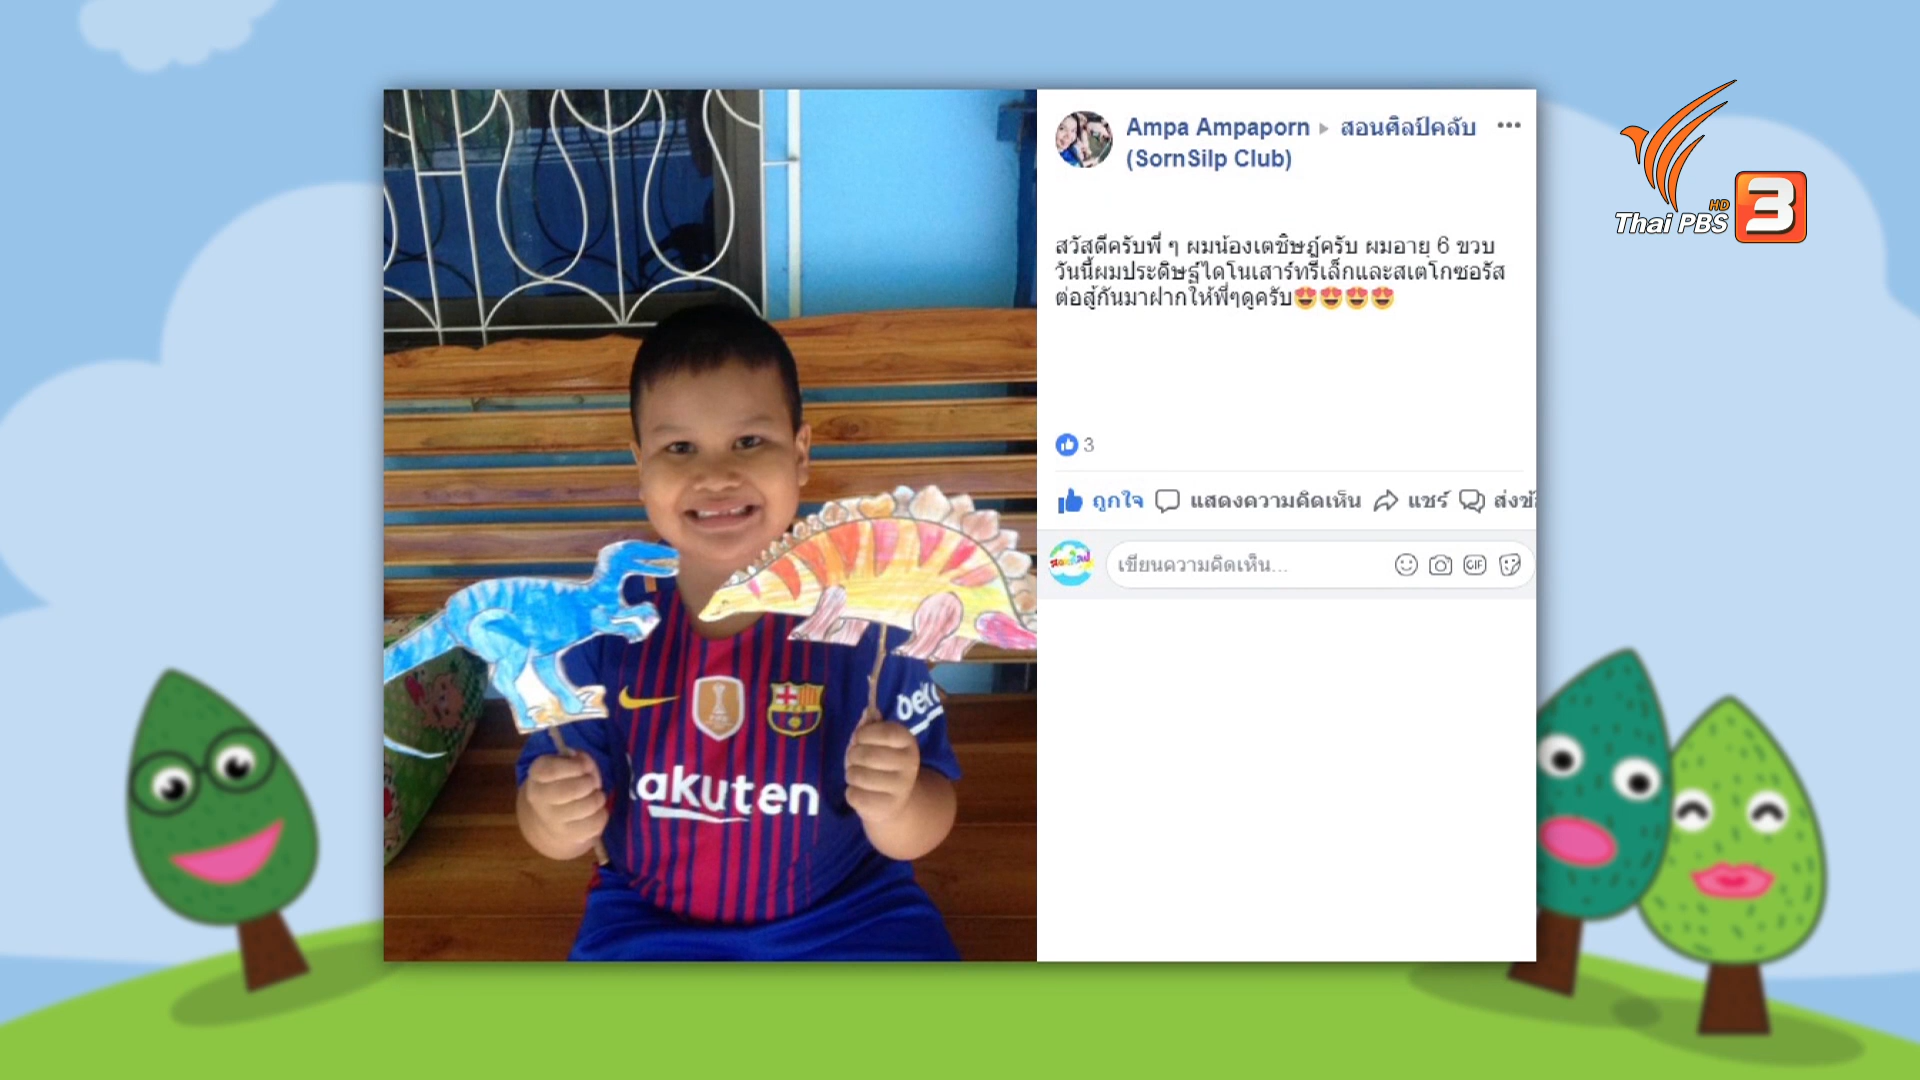 Ampa Ampaporn ▸ สอนศิลป์คลับ
(SornSilp Club)
HD
Thai PBS 3
สวัสดีครับพี่ ๆ ผมน้องเตชิษฎ์ครับ ผมอายุ 6 ขวบ
วันนี้ผมประดิษฐ์ไดโนเสาร์ทรีเล็กและสเตโกซอรัส
ต่อสู้กันมาฝากให้พี่ๆดูครับ😍😍😍😍
3
ถูกใจ แสดงความคิดเห็น แชร์ ส่งข้
เขียนความคิดเห็น...
GIF
beko
Rakuten